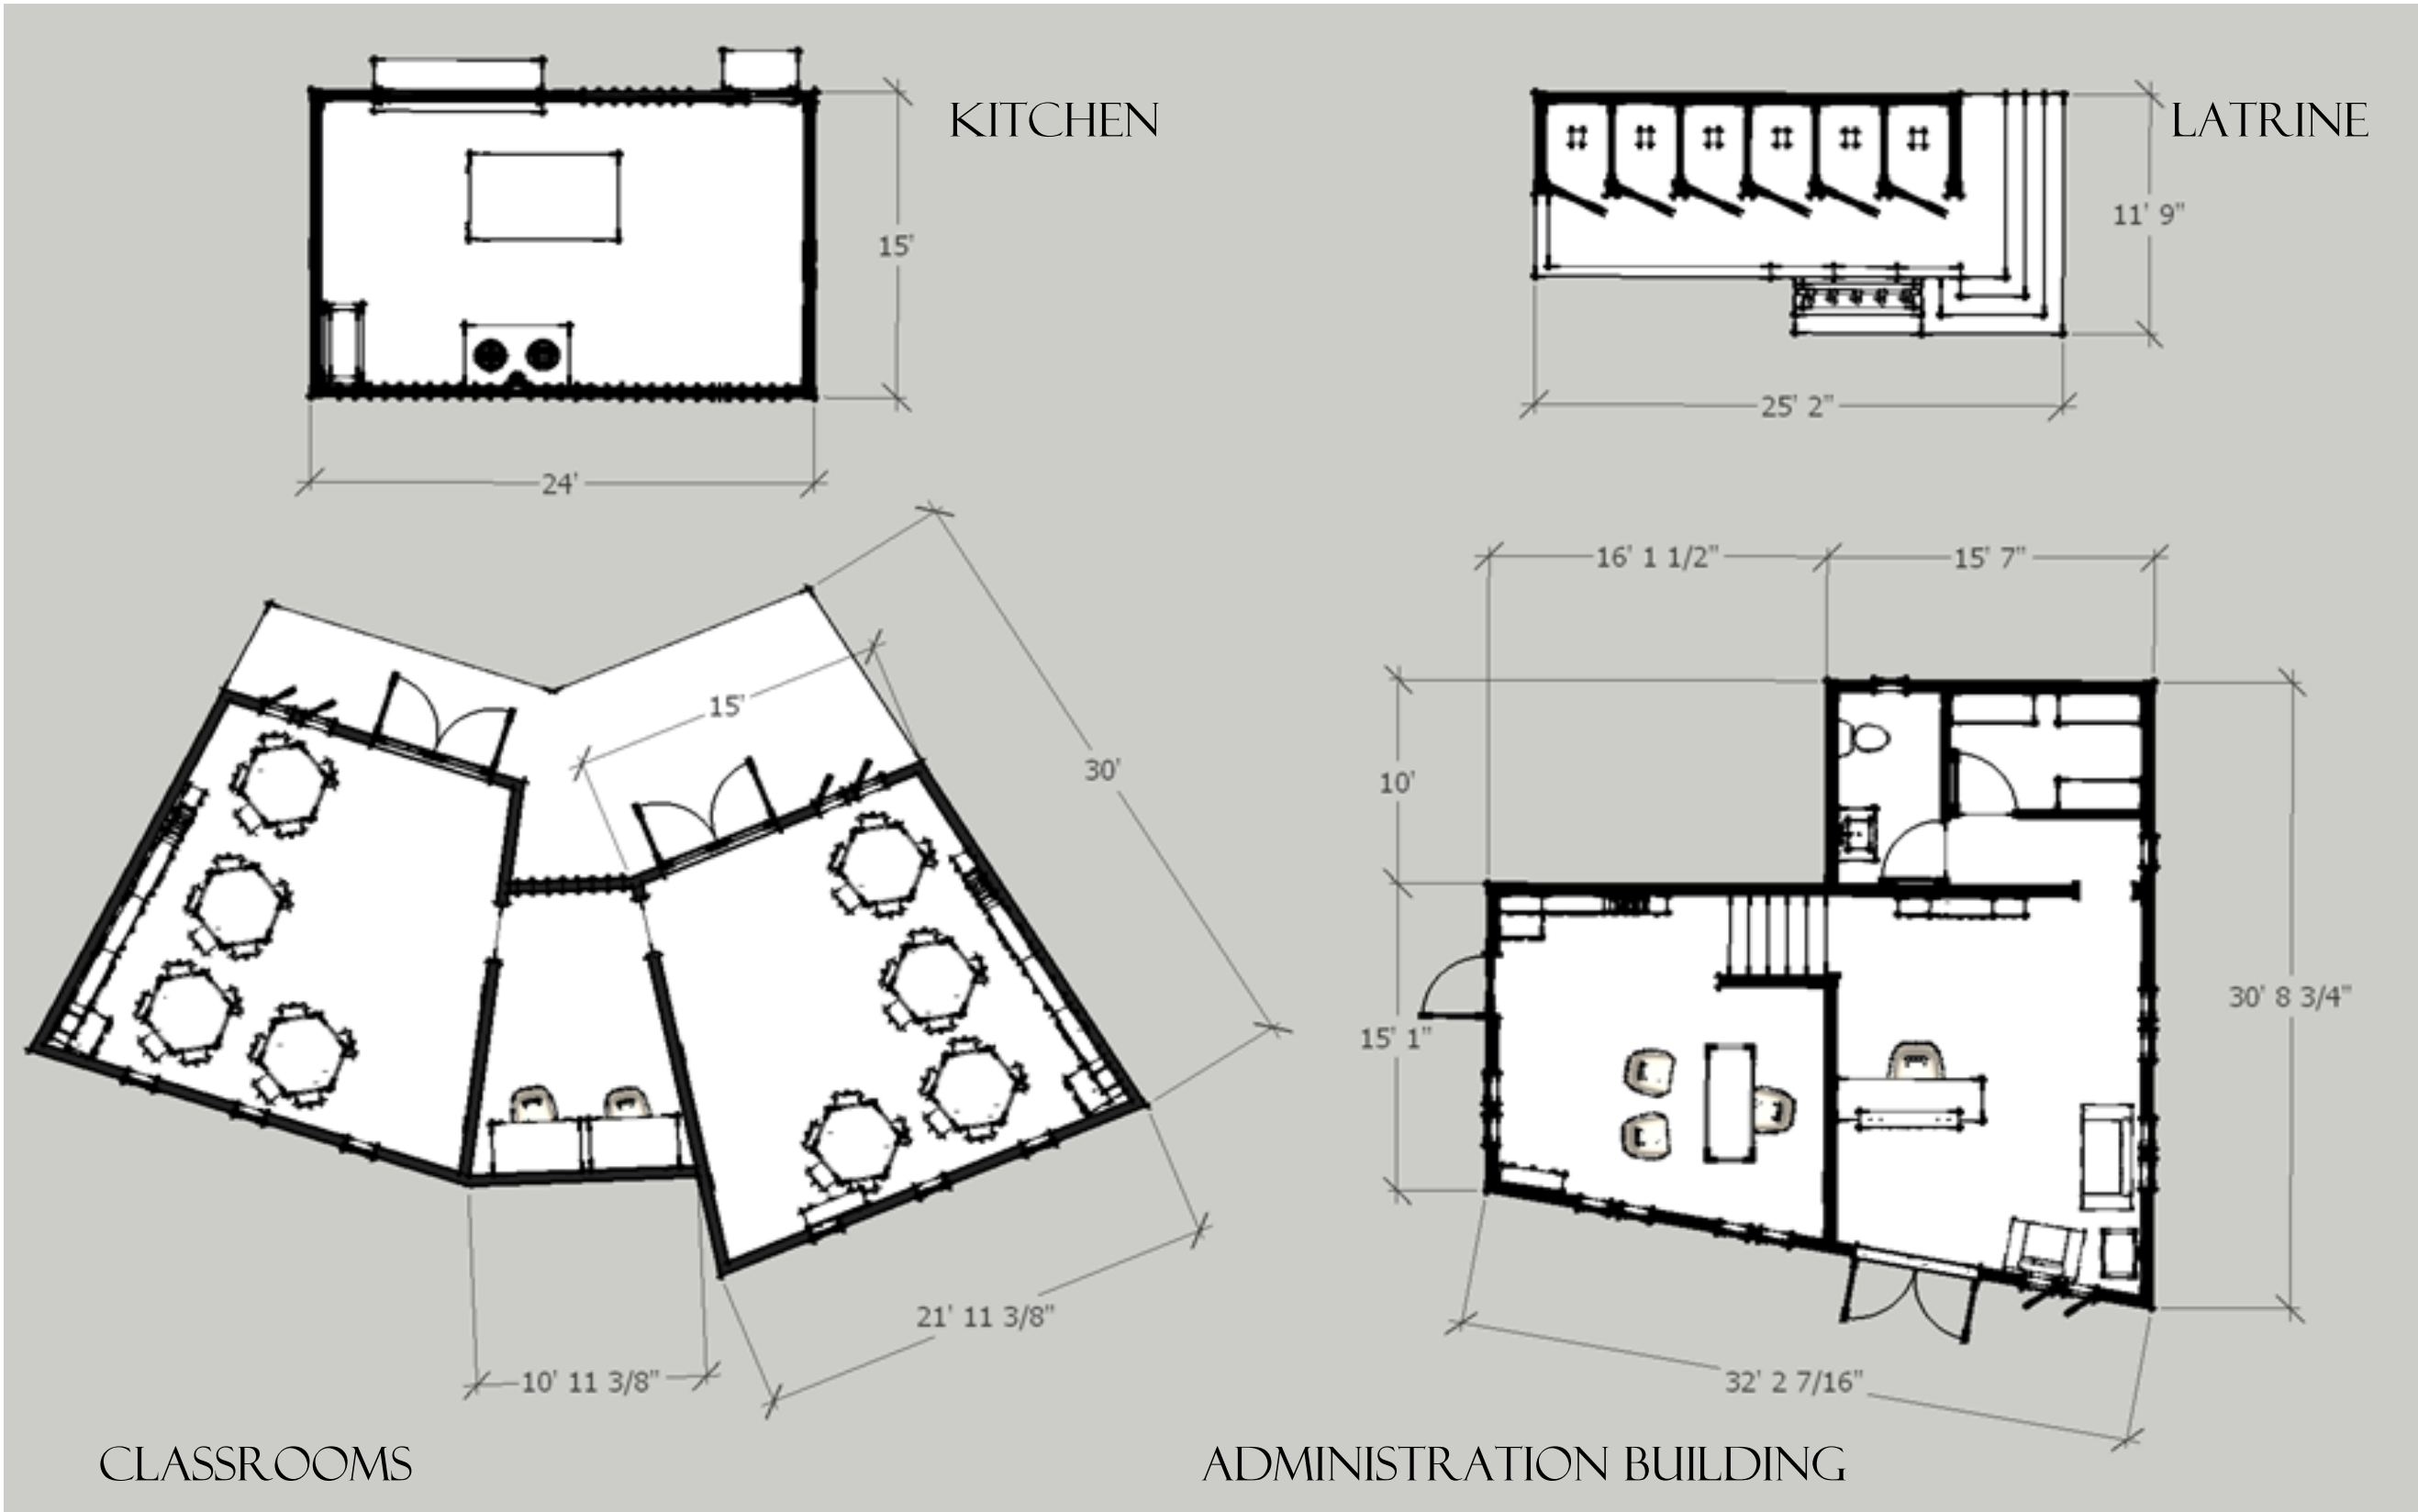 KITCHEN
15'
24'
LATRINE
11' 9"
25' 2"
15'
30'
21' 11 3/8"
10' 11 3/8"
CLASSROOMS
16' 1 1/2"
15' 7"
10'
15' 1"
30' 8 3/4"
32' 2 7/16"
ADMINISTRATION BUILDING